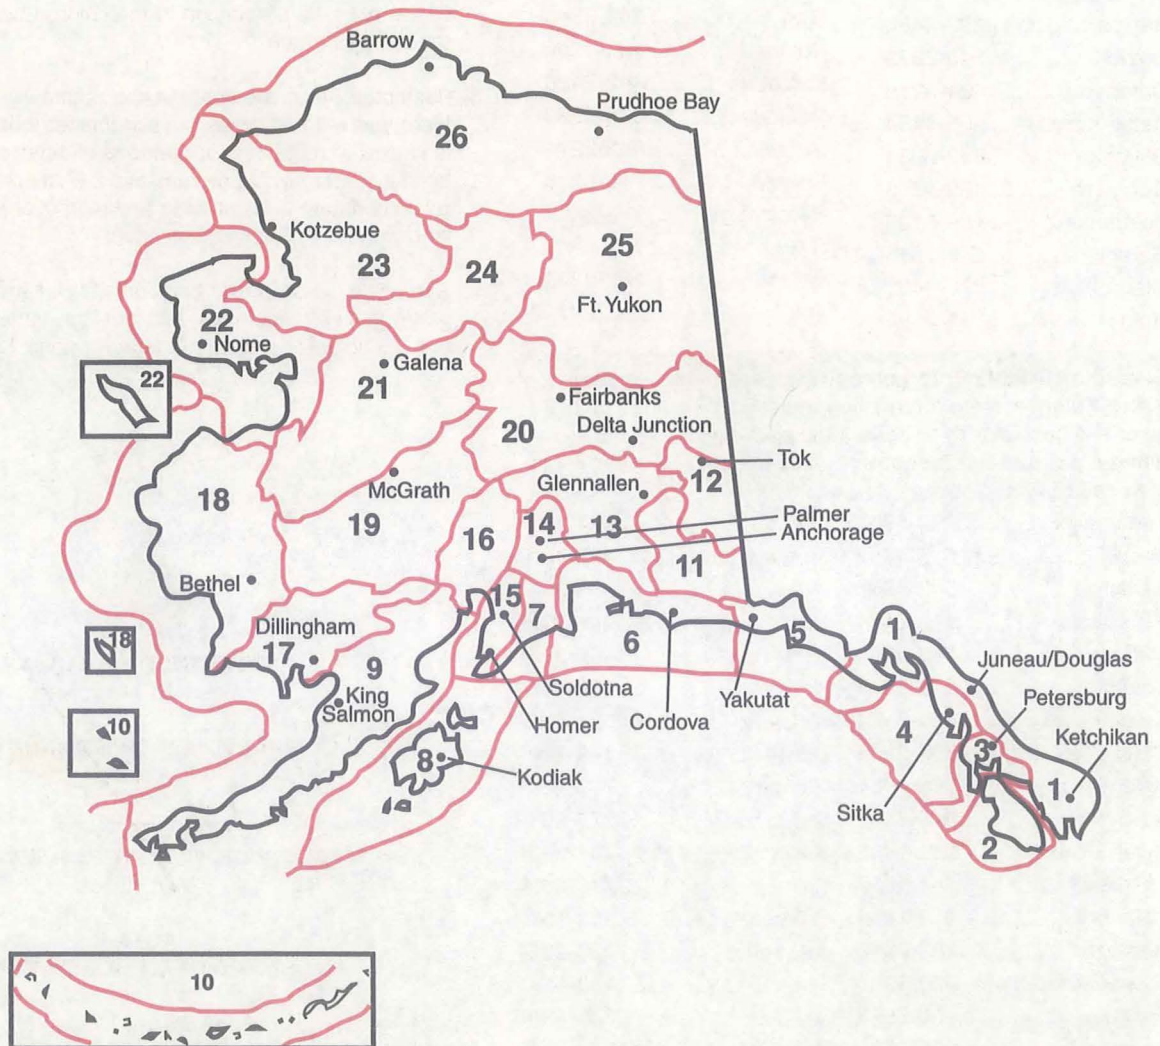 Barrow
Prudhoe Bay
26
Kotzebue
23
24
25
Ft. Yukon
22
Nome
22
Galena
21
Fairbanks
20
Delta Junction
Tok
12
18
McGrath
19
Glennallen
16
14
13
Palmer
Anchorage
11
Bethel
15
7
Dillingham
17
9
6
5
1
18
King
Salmon
Soldotna
Homer
Cordova
Yakutat
Juneau/Douglas
Petersburg
Ketchikan
4
3
10
8
Kodiak
Sitka
1
2
10